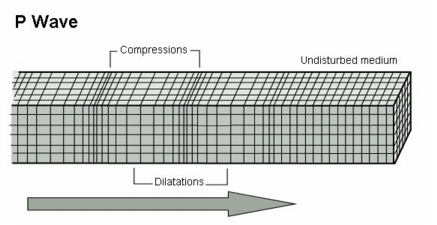 P Wave
Compressions
Undisturbed medium
Dilatations